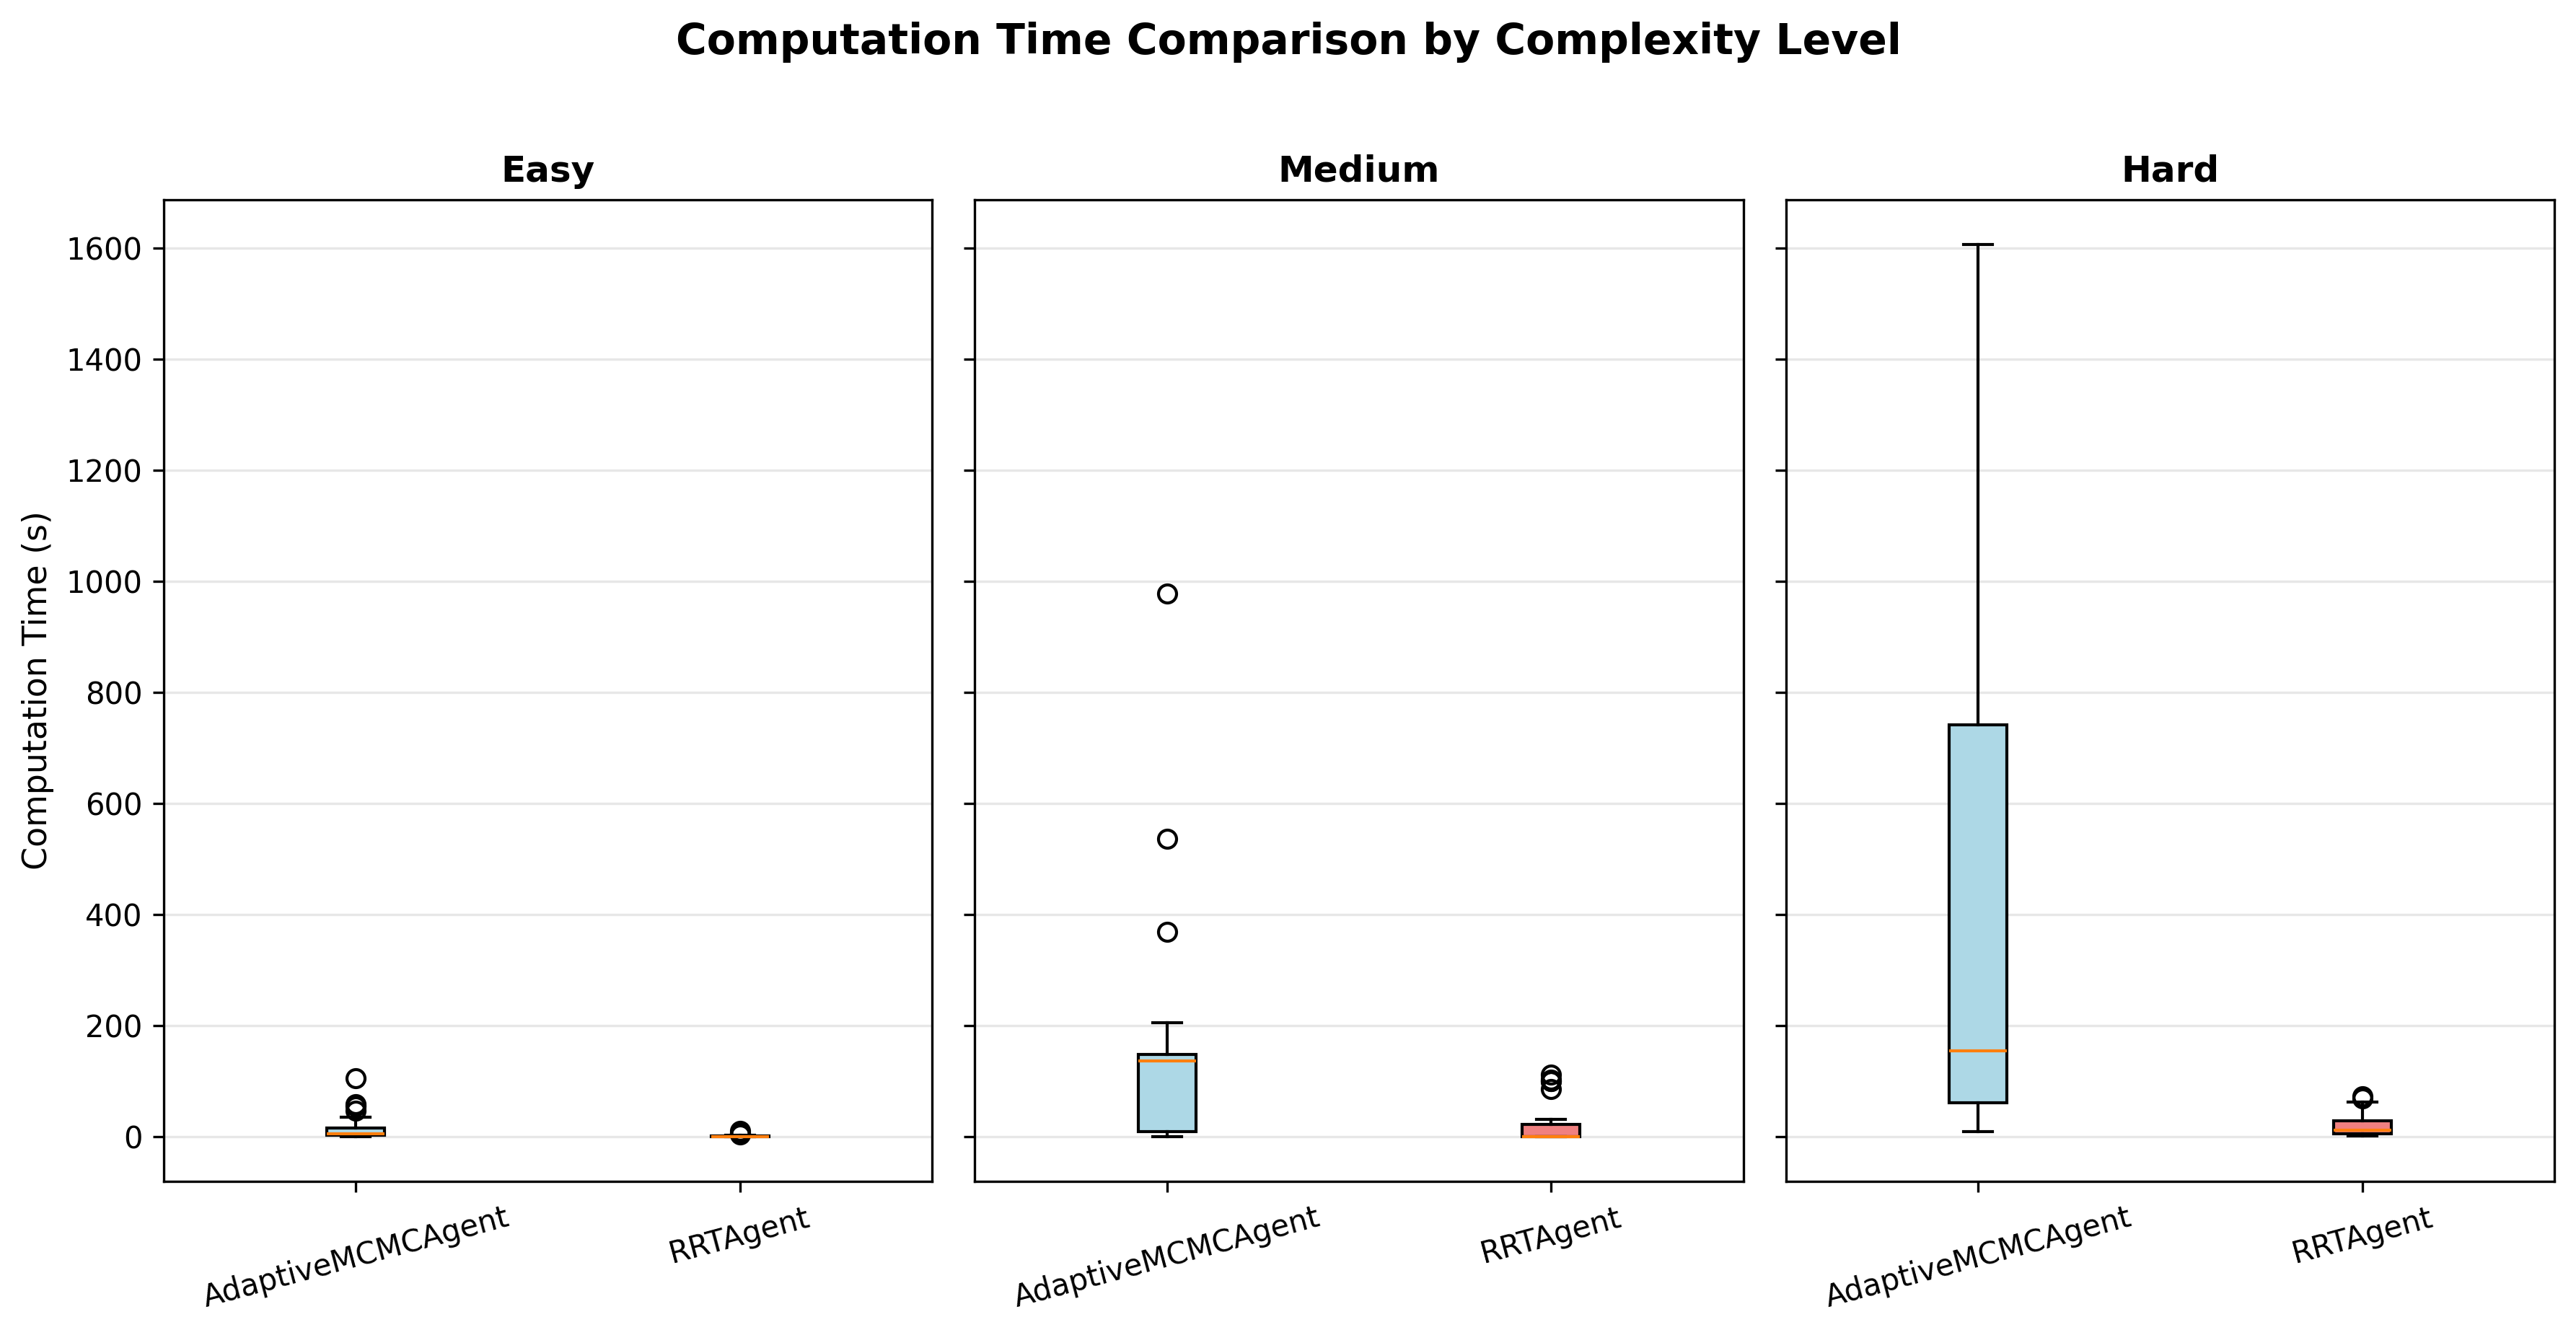 Computation Time Comparison by Complexity Level
Easy
Medium
Hard
Computation Time (s)
1600
1400
1200
1000
800
600
400
200
0
AdaptiveMCMCAgent
RRTAgent
AdaptiveMCMCAgent
RRTAgent
AdaptiveMCMCAgent
RRTAgent